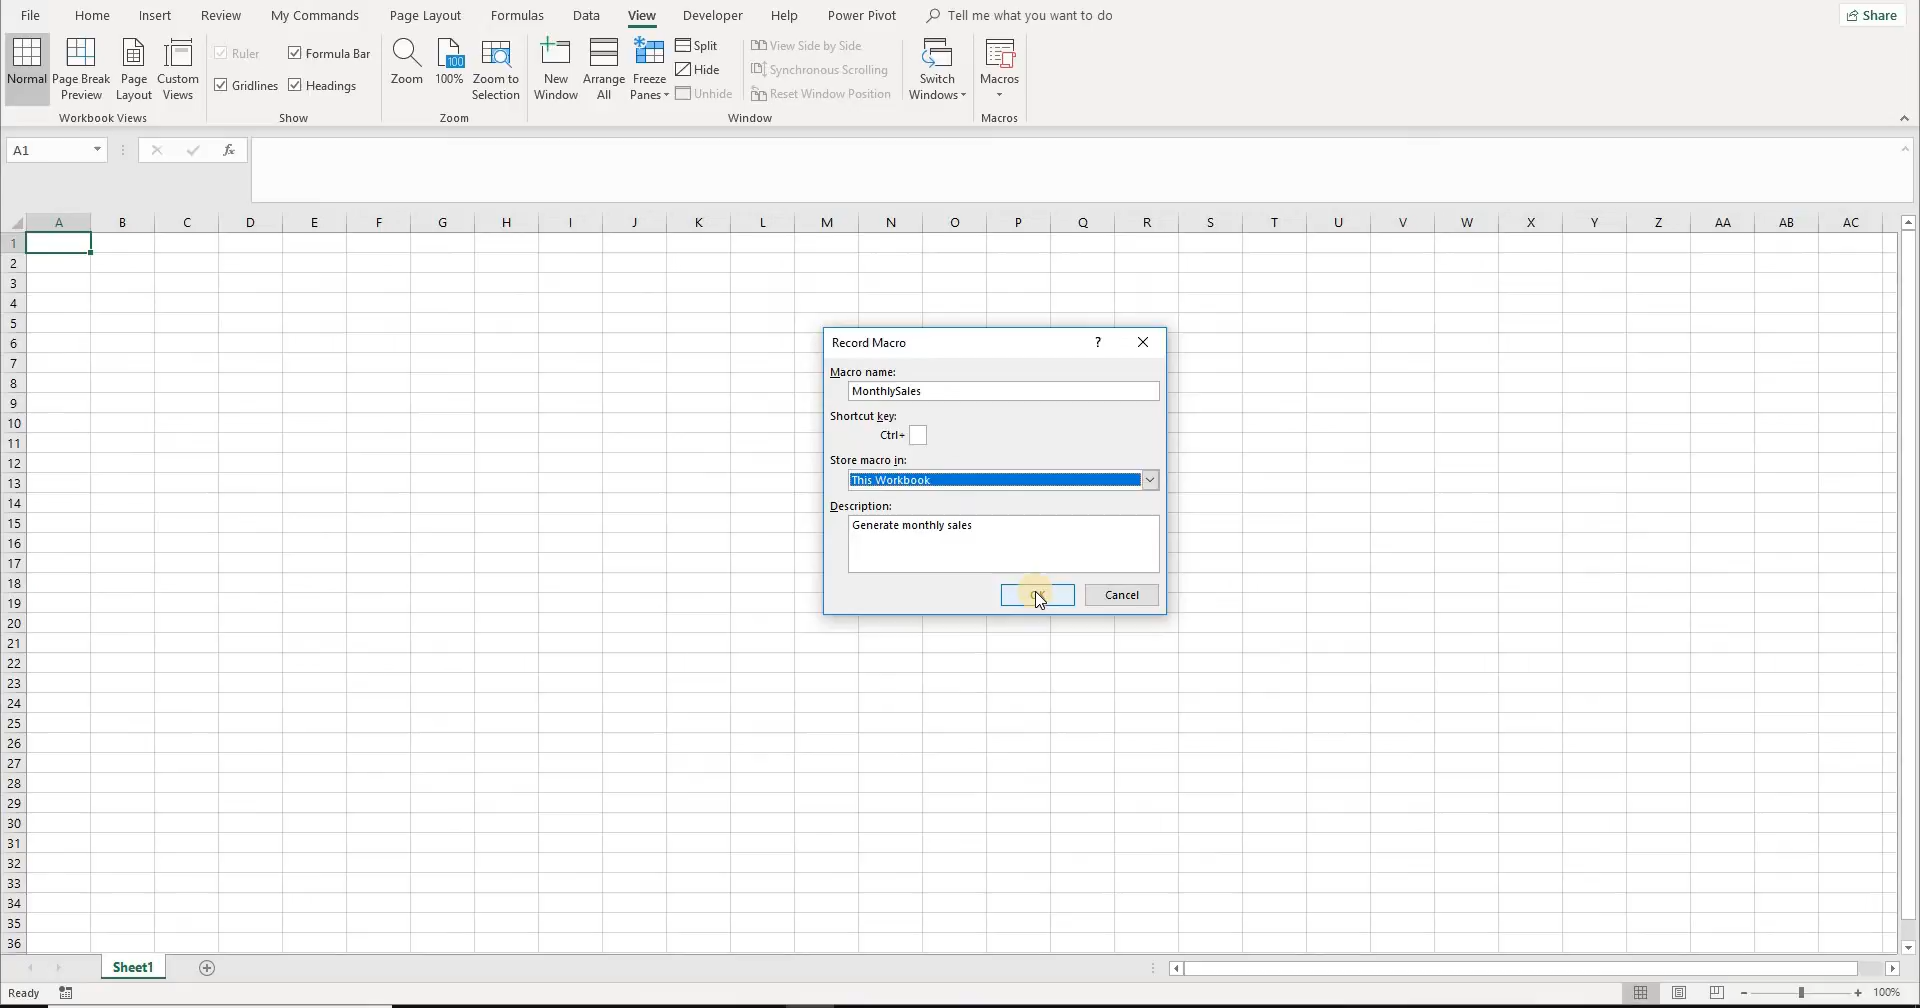 File Home Insert Review My Commands Page Layout Formulas Data View Developer Help Power Pivot Tell me what you want to do Share
Normal Page Break Preview Page Layout Custom Views
Ruler Formula Bar
Gridlines Headings
Zoom 100% Zoom to Selection
New Window Arrange All Freeze Panes
Split
Hide
Unhide
View Side by Side
Synchronous Scrolling
Reset Window Position
Switch Windows
Macros
Workbook Views Show Zoom Window Macros
A1 fx
A B C D E F G H I J K L M N O P Q R S T U V W X Y Z AA AB AC
1
2
3
4
5
6
7
8
9
10
11
12
13
14
15
16
17
18
19
20
21
22
23
24
25
26
27
28
29
30
31
32
33
34
35
36
Record Macro ?
Macro name:
MonthlySales
Shortcut key:
Ctrl+
Store macro in:
This Workbook
Description:
Generate monthly sales
Cancel
Sheet1
Ready 100%